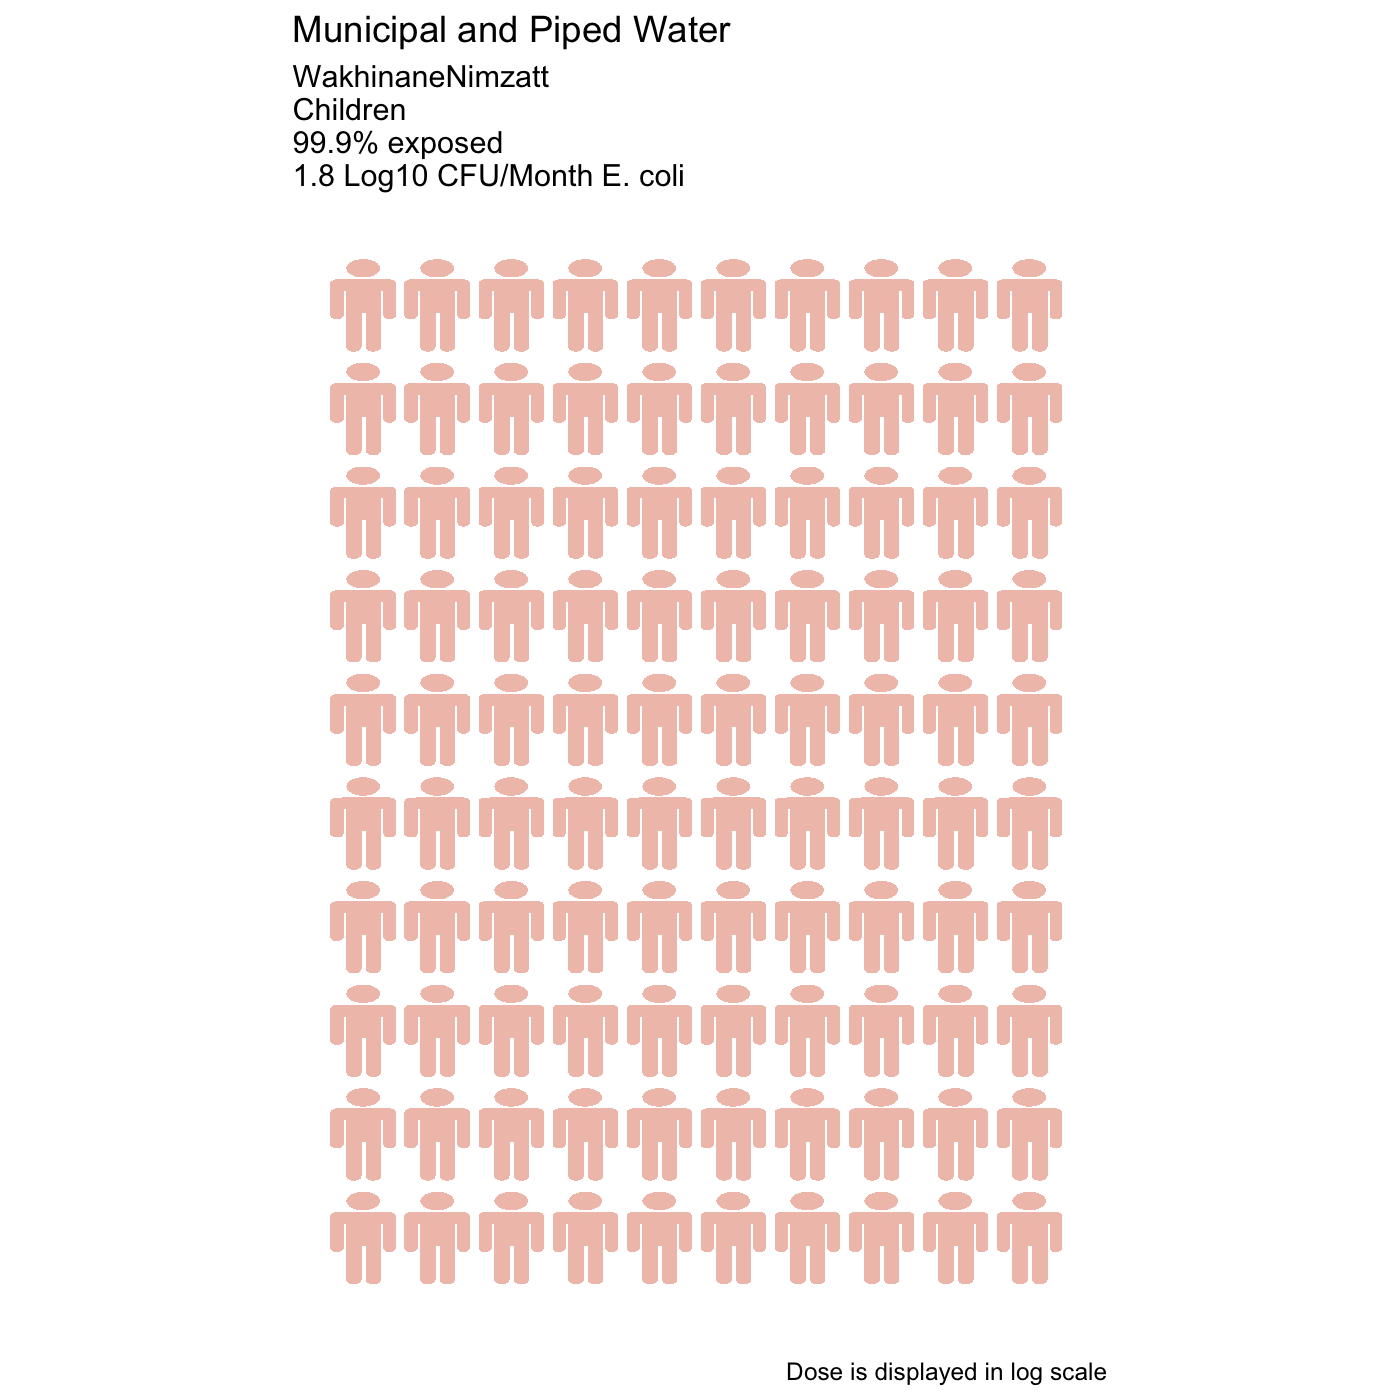 Municipal and Piped Water
WakhinaneNimzatt
Children
99.9% exposed
1.8 Log10 CFU/Month E. coli
Dose is displayed in log scale